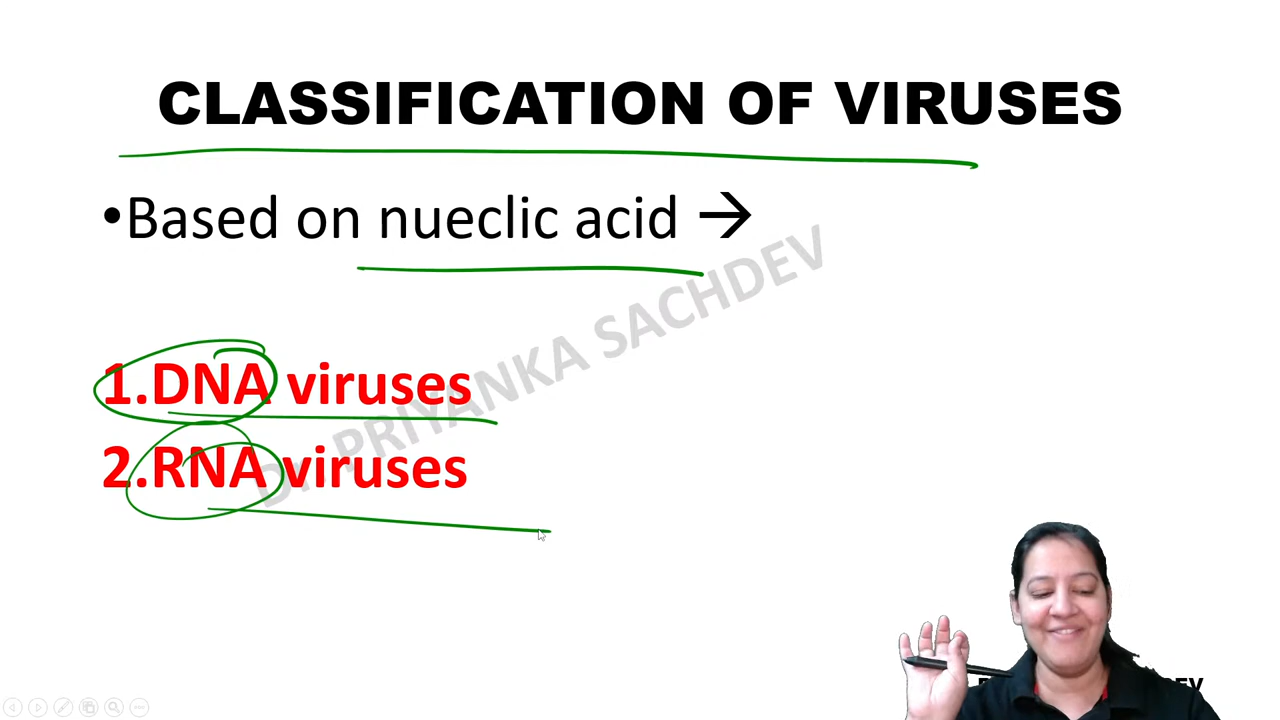 CLASSIFICATION OF VIRUSES
•Based on nueclic acid →
1.DNA viruses
2.RNA viruses
Dr. PRIYANKA SACHDEV